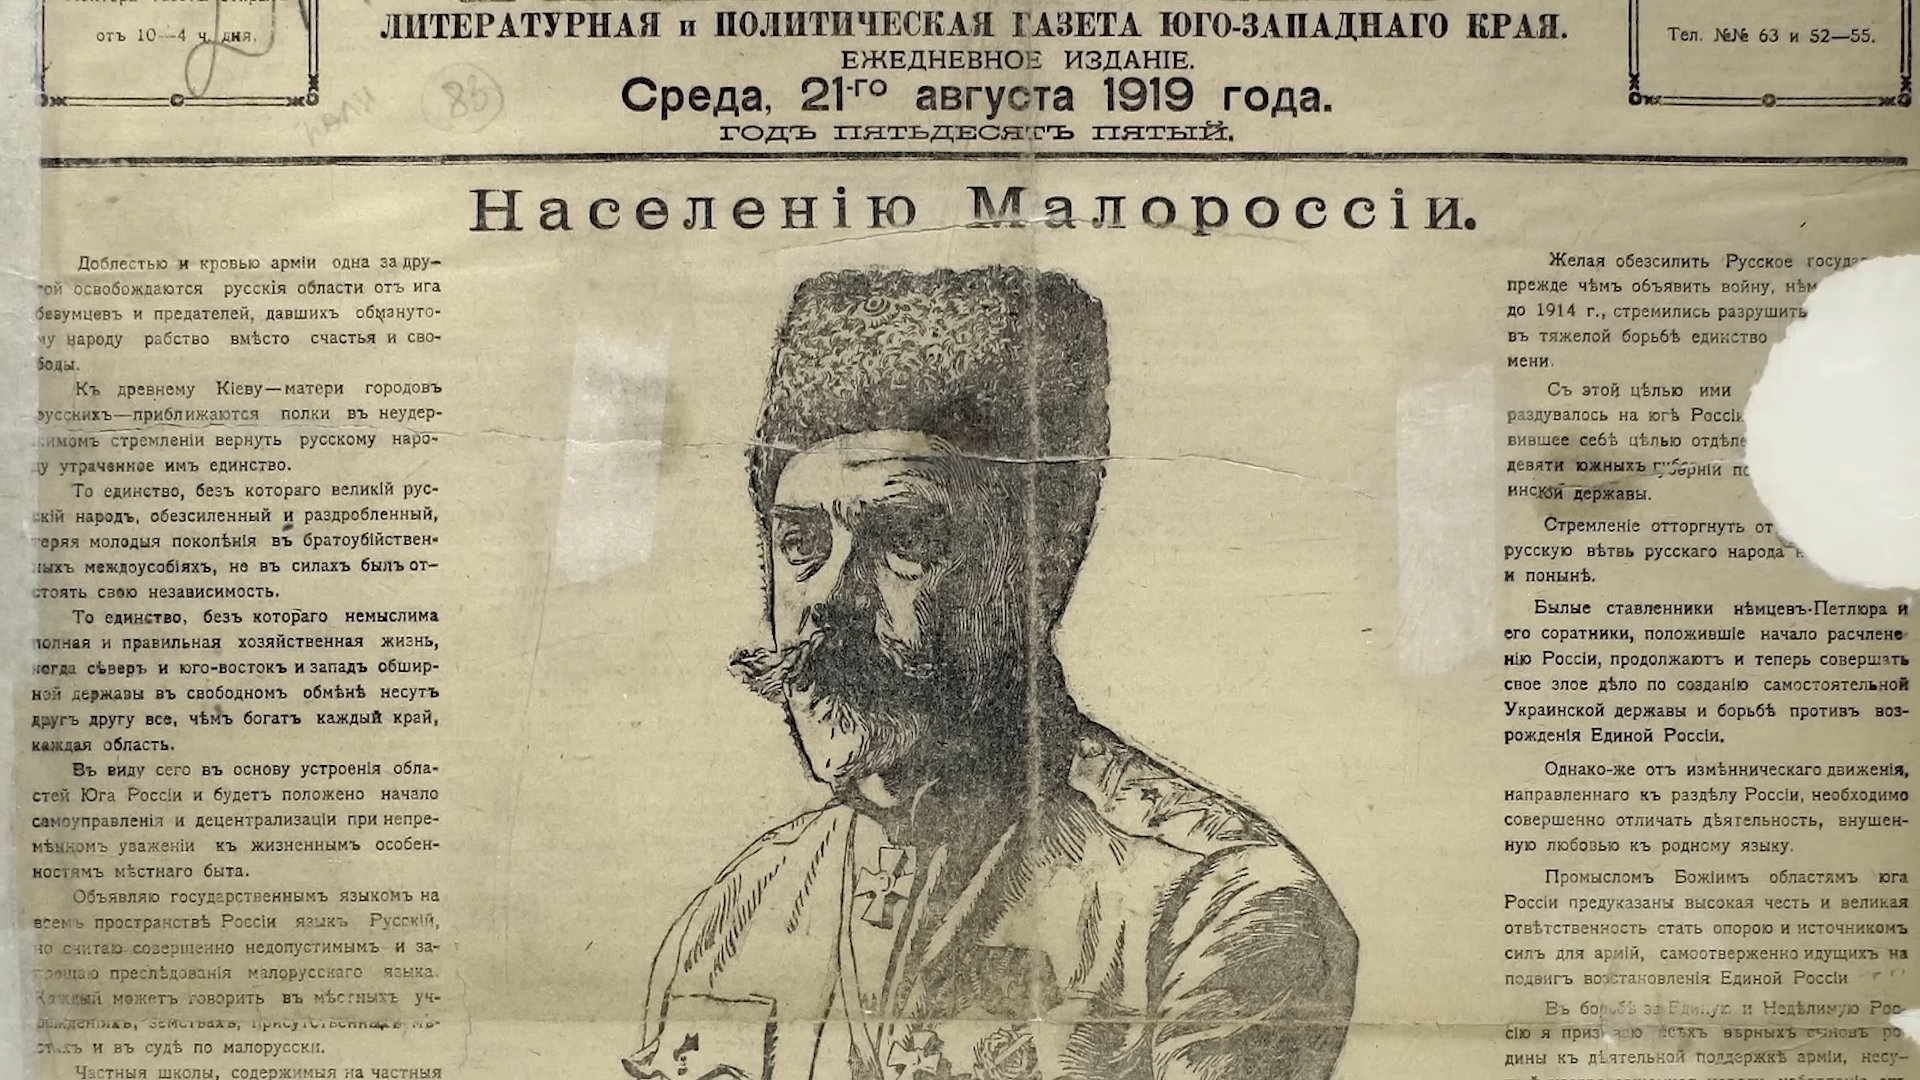 отъ 10—4 ч. дня.
ЛИТЕРАТУРНАЯ и ПОЛИТИЧЕСКАЯ ГАЗЕТА ЮГО-ЗАПАДНАГО КРАЯ.
ЕЖЕДНЕВНОЕ ИЗДАНІЕ.
Среда, 21-го августа 1919 года.
ГОДЪ ПЯТЬДЕСЯТЪ ПЯТЫЙ.
Тел. №№ 63 и 52—55.
83
Населенію Малороссіи.
Доблестью и кровью арміи одна за дру-
гой освобождаются русскія области отъ ига
безумцевъ и предателей, давшихъ обмануто-
му народу рабство вмѣсто счастья и сво-
боды.
Къ древнему Кіеву—матери городовъ
русскихъ—приближаются полки въ неудер-
жимомъ стремленіи вернуть русскому наро-
ду утраченное имъ единство.
То единство, безъ котораго великій рус-
скій народъ, обезсиленный и раздробленный,
теряя молодыя поколѣнія въ братоубійствен-
ныхъ междоусобіяхъ, не въ силахъ былъ от-
стоять свою независимость.
То единство, безъ котораго немыслима
полная и правильная хозяйственная жизнь,
когда сѣверъ и юго-востокъ и западъ обшир-
ной державы въ свободномъ обмѣнѣ несутъ
другъ другу все, чѣмъ богатъ каждый край,
каждая область.
Въ виду сего въ основу устроенія обла-
стей Юга Россіи и будетъ положено начало
самоуправленія и децентрализаціи при непре-
мѣнномъ уваженіи къ жизненнымъ особен-
ностямъ мѣстнаго быта.
Объявляю государственнымъ языкомъ на
всемъ пространствѣ Россіи языкъ Русскій,
но считаю совершенно недопустимымъ и за-
прещаю преслѣдованія малорусскаго языка.
Каждый можетъ говорить въ мѣстныхъ уч-
режденіяхъ, земствахъ, присутственныхъ мѣ-
стахъ и въ судѣ по малорусски.
Частныя школы, содержимыя на частныя
Желая обезсилить Русское
прежде чѣмъ объявить войну,
до 1914 г., стремились разрушить
въ тяжелой борьбѣ единство
мени.
Съ этой цѣлью ими
раздувалось на югѣ Россіи
вившее себѣ цѣлью
девяти южныхъ губерній
инской державы.
Стремленіе отторгнуть от
русскую вѣтвь русскаго народа
и понынѣ.
Былые ставленники нѣмцевъ-Петлюра и
его соратники, положившіе начало расчлене-
нію Россіи, продолжаютъ и теперь совершать
свое злое дѣло по созданію самостоятельной
Украинской державы и борьбѣ противъ воз-
рожденія Единой Россіи.
Однако-же отъ измѣнническаго движенія,
направленнаго къ раздѣлу Россіи, необходимо
совершенно отличать дѣятельность, внушен-
ную любовью къ родному языку.
Промысломъ Божіимъ областямъ юга
Россіи предуказаны высокая честь и великая
отвѣтственность стать опорою и источникомъ
силъ для армій, самоотверженно идущихъ на
подвигъ возстановленія Единой Россіи
Въ борьбѣ за Единую и Недѣлимую Рос-
сію я призываю всѣхъ вѣрныхъ сыновъ ро-
дины къ дѣятельной поддержкѣ арміи, несу-